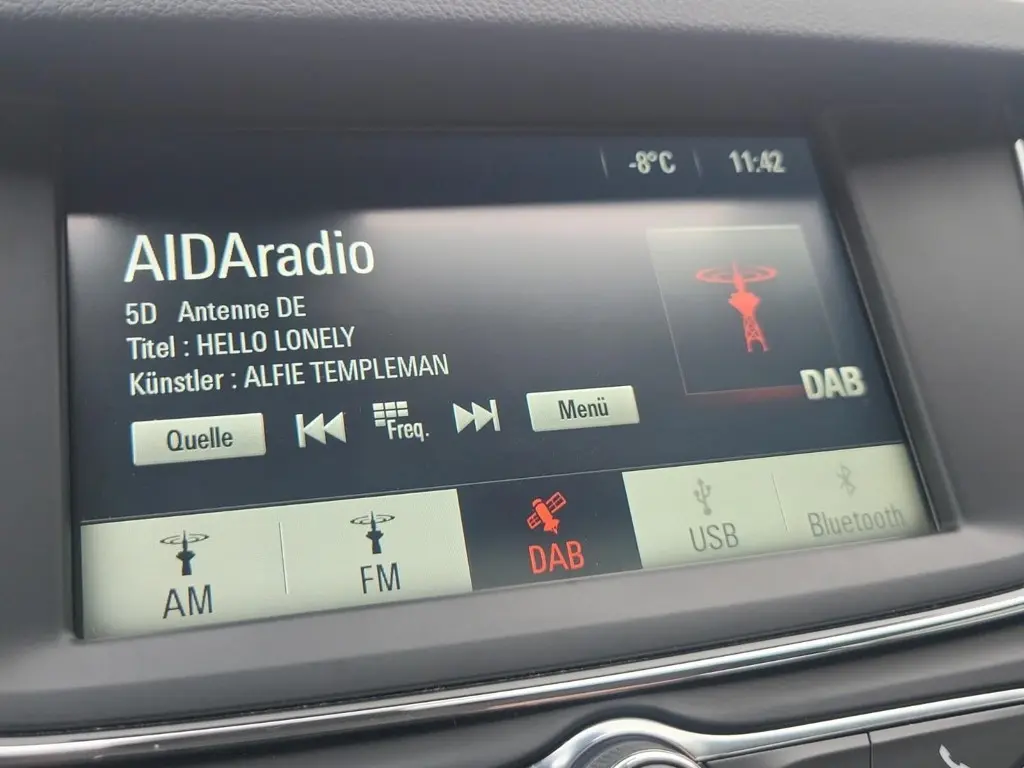 -8°C 11:42
AIDAradio
5D Antenne DE
Titel : HELLO LONELY
Künstler : ALFIE TEMPLEMAN
DAB
Quelle Freq. Menü
AM FM DAB USB Bluetooth